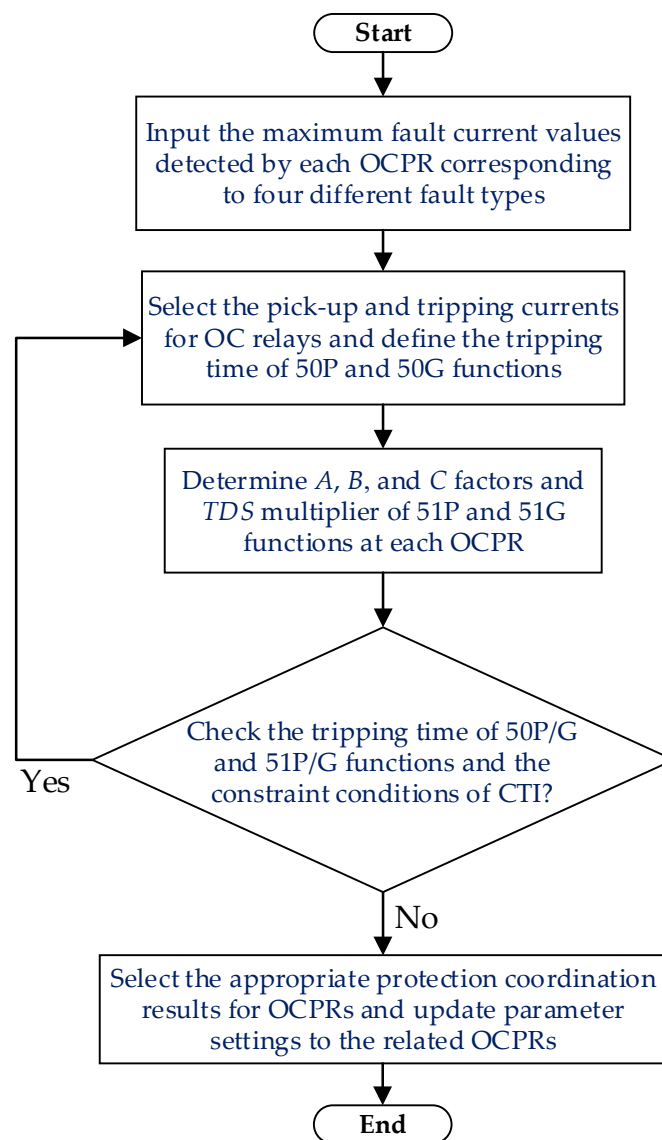 Start
Input the maximum fault current values
detected by each OCPR corresponding
to four different fault types
Select the pick-up and tripping currents
for OC relays and define the tripping
time of 50P and 50G functions
Determine A, B, and C factors and
TDS multiplier of 51P and 51G
functions at each OCPR
Check the tripping time of 50P/G
and 51P/G functions and the
constraint conditions of CTI?
Yes
No
Select the appropriate protection coordination
results for OCPRs and update parameter
settings to the related OCPRs
End